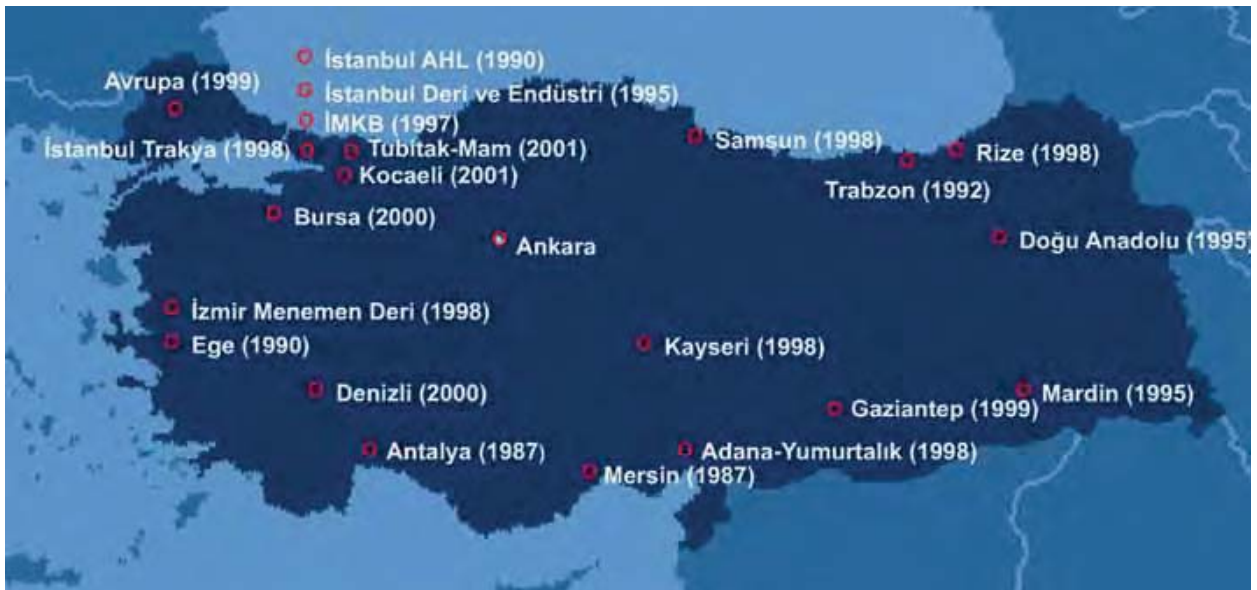 İstanbul AHL (1990)
Avrupa (1999)
İstanbul Deri ve Endüstri (1995)
İMKB (1997)
İstanbul Trakya (1998)
Tubitak-Mam (2001)
Samsun (1998)
Rize (1998)
Kocaeli (2001)
Trabzon (1992)
Bursa (2000)
Ankara
Doğu Anadolu (1995)
İzmir Menemen Deri (1998)
Ege (1990)
Kayseri (1998)
Denizli (2000)
Mardin (1995)
Gaziantep (1999)
Antalya (1987)
Adana-Yumurtalık (1998)
Mersin (1987)